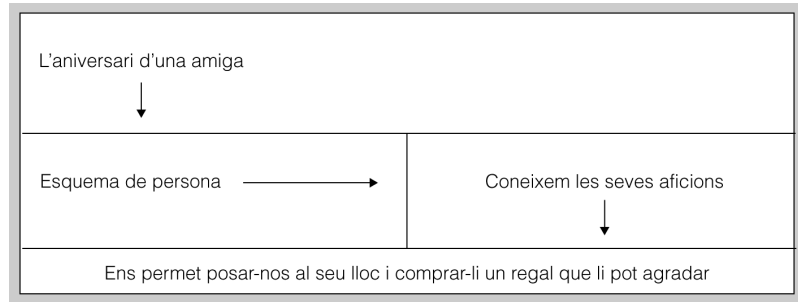 L’aniversari d’una amiga
Esquema de persona
Coneixem les seves aficions
Ens permet posar-nos al seu lloc i comprar-li un regal que li pot agradar